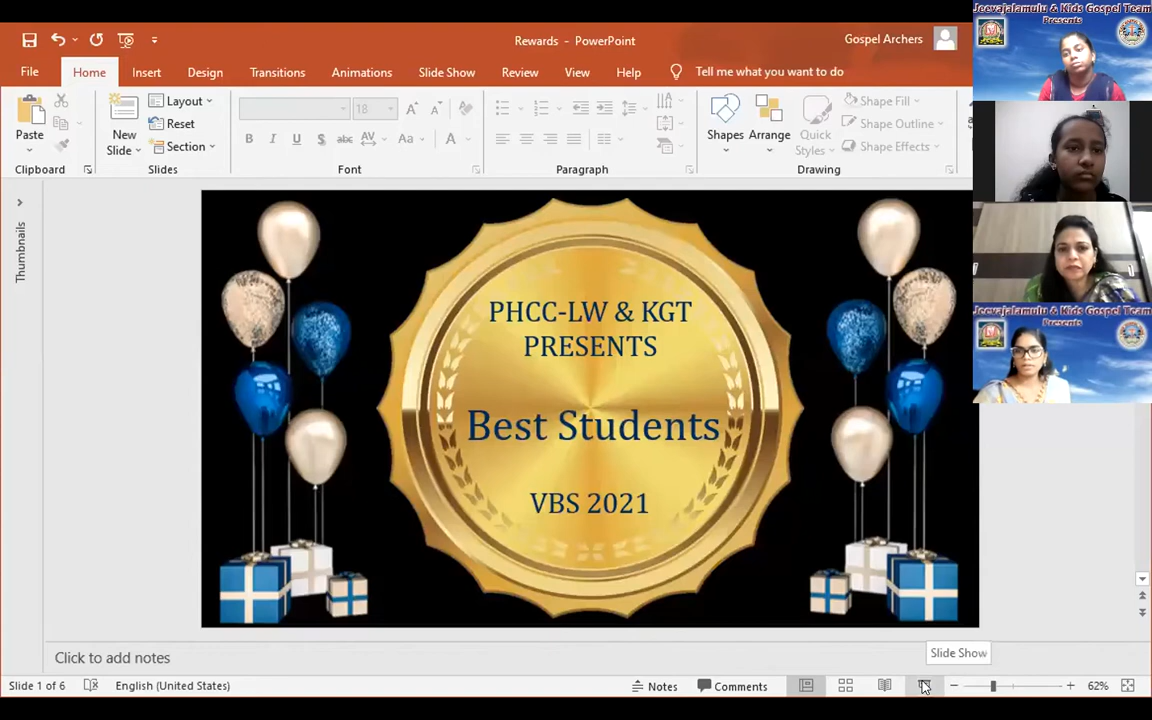 Rewards - PowerPoint
Gospel Archers
File
Home
Insert
Design
Transitions
Animations
Slide Show
Review
View
Help
Tell me what you want to do
Paste
Clipboard
New
Slide
Layout
Reset
Section
Slides
18
B
I
U
S
abc
AV
Aa
A
Font
Paragraph
Shapes
Arrange
Quick
Styles
Shape Fill
Shape Outline
Shape Effects
Drawing
Jeevajalamulu & Kids Gospel Team
Presents
Thumbnails
PHCC-LW & KGT
PRESENTS
Best Students
VBS 2021
Jeevajalamulu & Kids Gospel Team
Presents
Click to add notes
Slide Show
Slide 1 of 6
English (United States)
Notes
Comments
62%